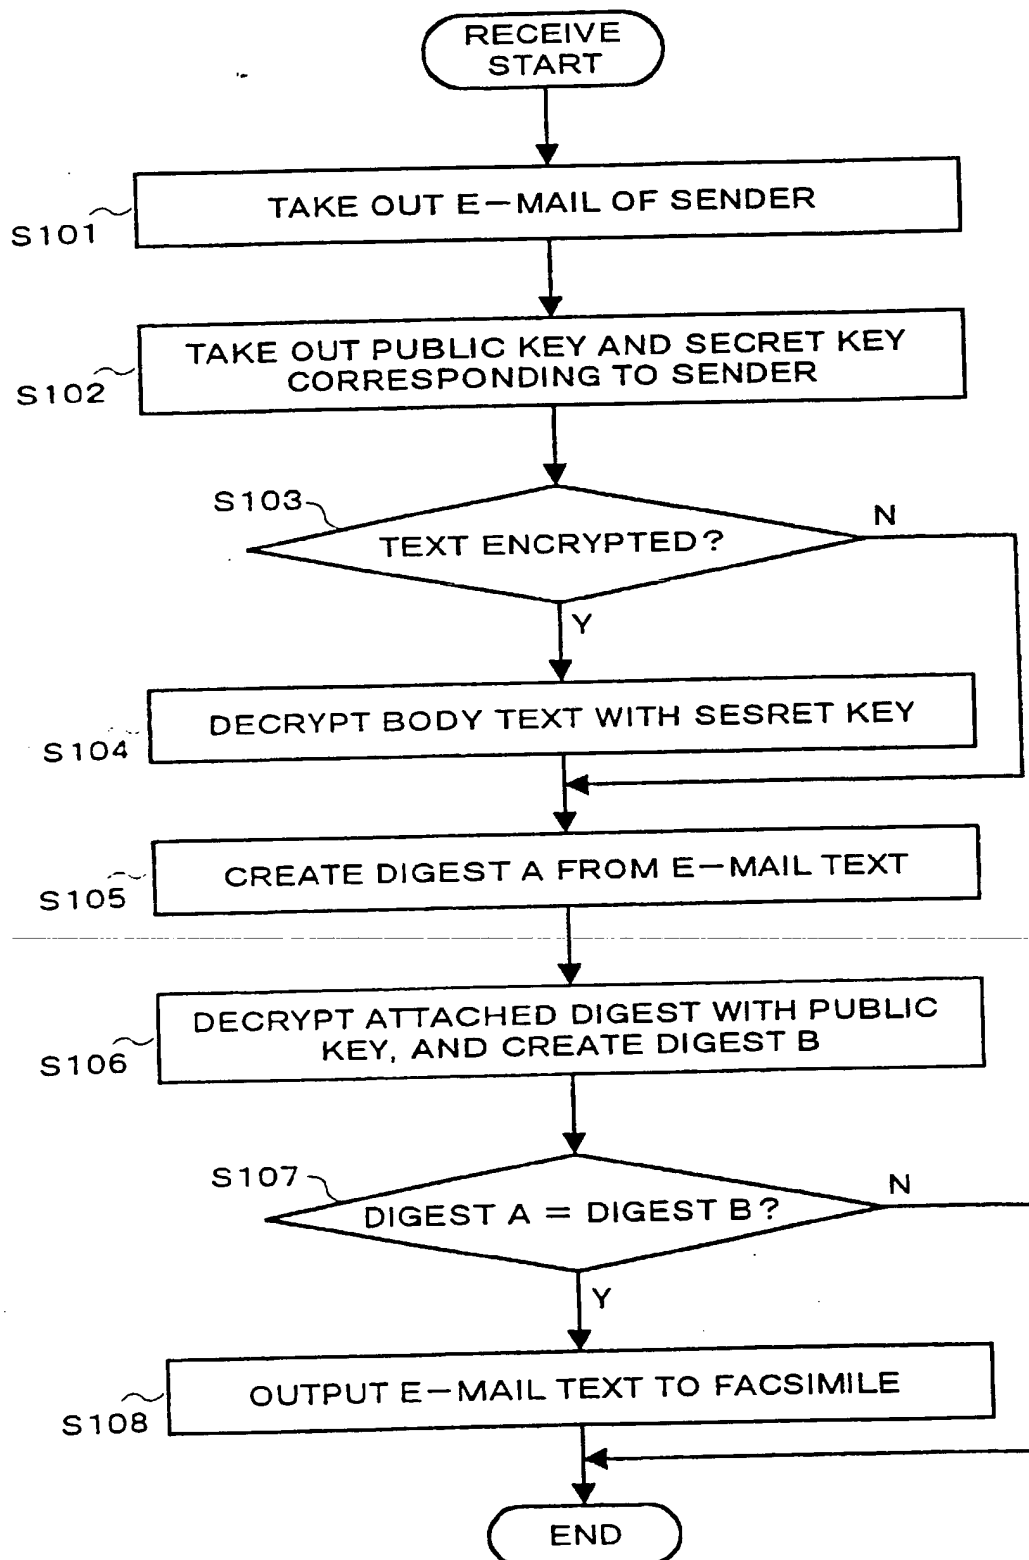 RECEIVE
START
TAKE OUT E-MAIL OF SENDER
S101
TAKE OUT PUBLIC KEY AND SECRET KEY
CORRESPONDING TO SENDER
S102
S103
TEXT ENCRYPTED?
N
Y
DECRYPT BODY TEXT WITH SESRET KEY
S104
CREATE DIGEST A FROM E-MAIL TEXT
S105
DECRYPT ATTACHED DIGEST WITH PUBLIC
KEY, AND CREATE DIGEST B
S106
S107
DIGEST A = DIGEST B?
N
Y
OUTPUT E-MAIL TEXT TO FACSIMILE
S108
END